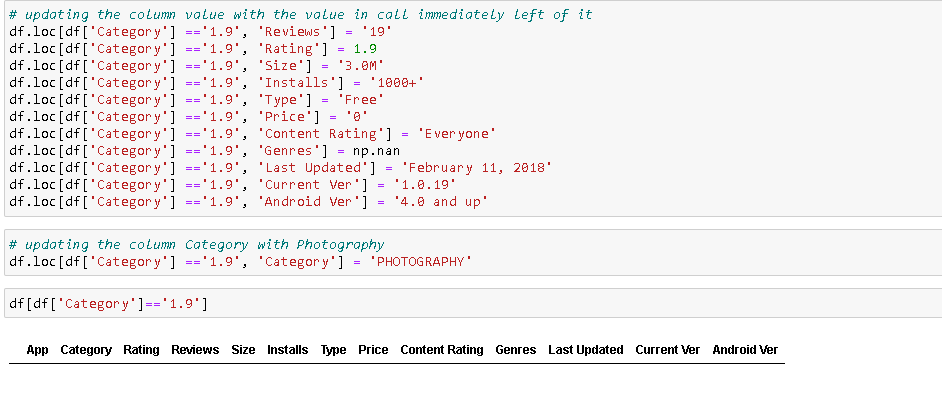 # updating the column value with the value in call immediately left of it
df.loc[df['Category'] =='1.9', 'Reviews'] = '19'
df.loc[df['Category'] =='1.9', 'Rating'] = 1.9
df.loc[df['Category'] =='1.9', 'Size'] = '3.0M'
df.loc[df['Category'] =='1.9', 'Installs'] = '1000+'
df.loc[df['Category'] =='1.9', 'Type'] = 'Free'
df.loc[df['Category'] =='1.9', 'Price'] = '0'
df.loc[df['Category'] =='1.9', 'Content Rating'] = 'Everyone'
df.loc[df['Category'] =='1.9', 'Genres'] = np.nan
df.loc[df['Category'] =='1.9', 'Last Updated'] = 'February 11, 2018'
df.loc[df['Category'] =='1.9', 'Current Ver'] = '1.0.19'
df.loc[df['Category'] =='1.9', 'Android Ver'] = '4.0 and up'
# updating the column Category with Photography
df.loc[df['Category'] =='1.9', 'Category'] = 'PHOTOGRAPHY'
df[df['Category']=='1.9']
App Category Rating Reviews Size Installs Type Price Content Rating Genres Last Updated Current Ver Android Ver